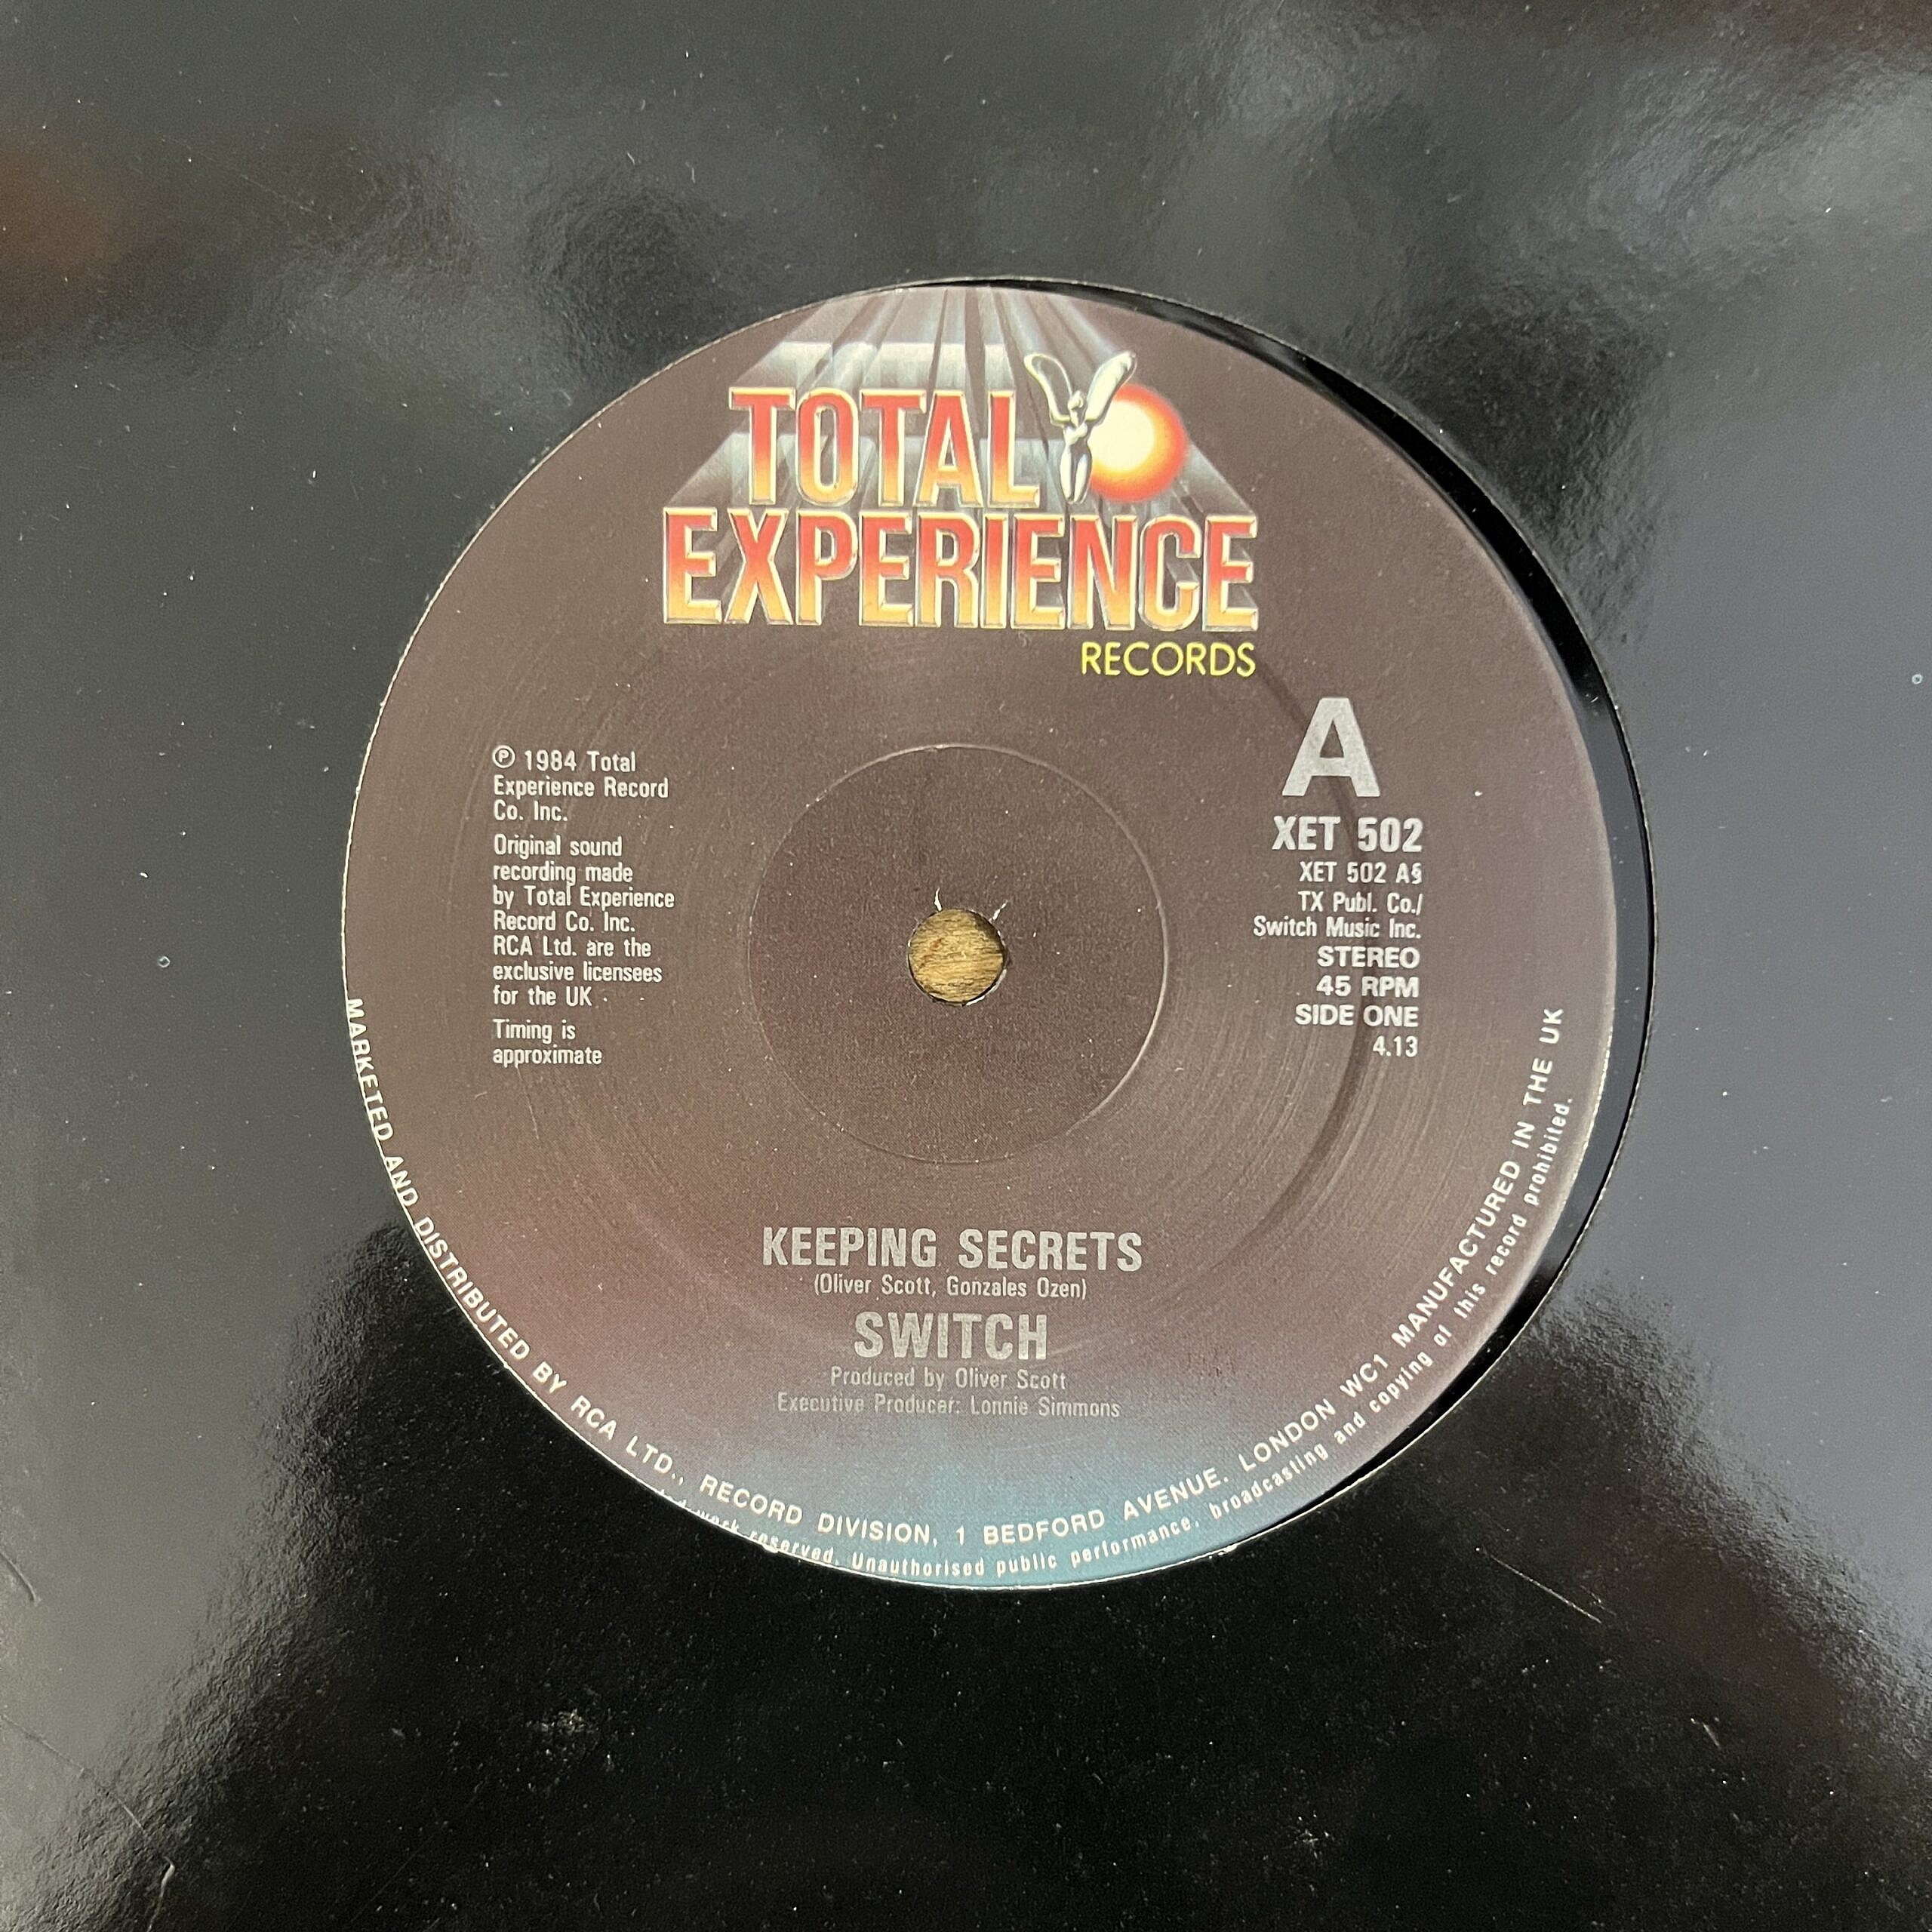 TOTAL
EXPERIENCE
RECORDS
A
XET 502
XET 502 A§
TX Publ. Co./
Switch Music Inc.
STEREO
45 RPM
SIDE ONE
4.13
℗ 1984 Total
Experience Record
Co. Inc.
Original sound
recording made
by Total Experience
Record Co. Inc.
RCA Ltd. are the
exclusive licensees
for the UK
Timing is
approximate
KEEPING SECRETS
(Oliver Scott, Gonzales Ozen)
SWITCH
Produced by Oliver Scott
Executive Producer: Lonnie Simmons
MARKETED AND DISTRIBUTED BY RCA LTD., RECORD DIVISION, 1 BEDFORD AVENUE. LONDON WC1 MANUFACTURED IN THE UK
work reserved. Unauthorised public performance, broadcasting and copying of this record prohibited.